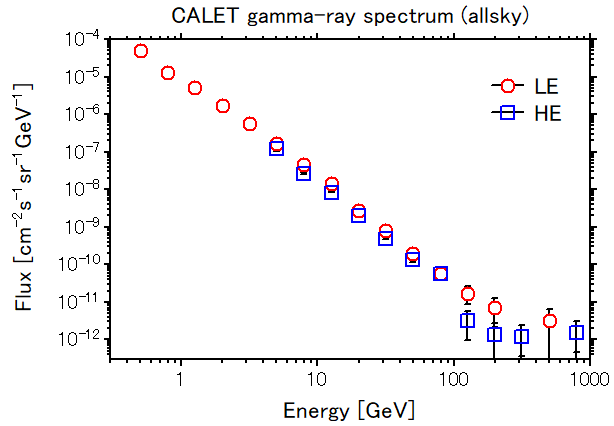 CALET gamma-ray spectrum (allsky)
Flux [cm⁻²s⁻¹sr⁻¹GeV⁻¹]
10⁻⁴
10⁻⁵
10⁻⁶
10⁻⁷
10⁻⁸
10⁻⁹
10⁻¹⁰
10⁻¹¹
10⁻¹²
LE
HE
1 10 100 1000
Energy [GeV]